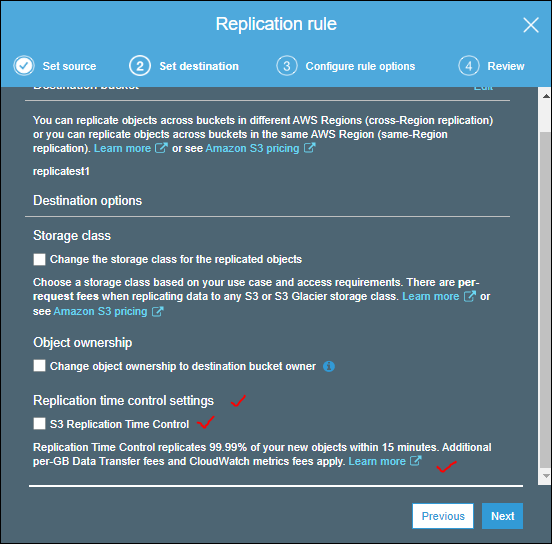 Replication rule
Set source
2 Set destination
3 Configure rule options
4 Review
Destination bucket
Edit
You can replicate objects across buckets in different AWS Regions (cross-Region replication)
or you can replicate objects across buckets in the same AWS Region (same-Region
replication). Learn more or see Amazon S3 pricing
replicatest1
Destination options
Storage class
Change the storage class for the replicated objects
Choose a storage class based on your use case and access requirements. There are per-
request fees when replicating data to any S3 or S3 Glacier storage class. Learn more or
see Amazon S3 pricing
Object ownership
Change object ownership to destination bucket owner
Replication time control settings
S3 Replication Time Control
Replication Time Control replicates 99.99% of your new objects within 15 minutes. Additional
per-GB Data Transfer fees and CloudWatch metrics fees apply. Learn more
Previous
Next